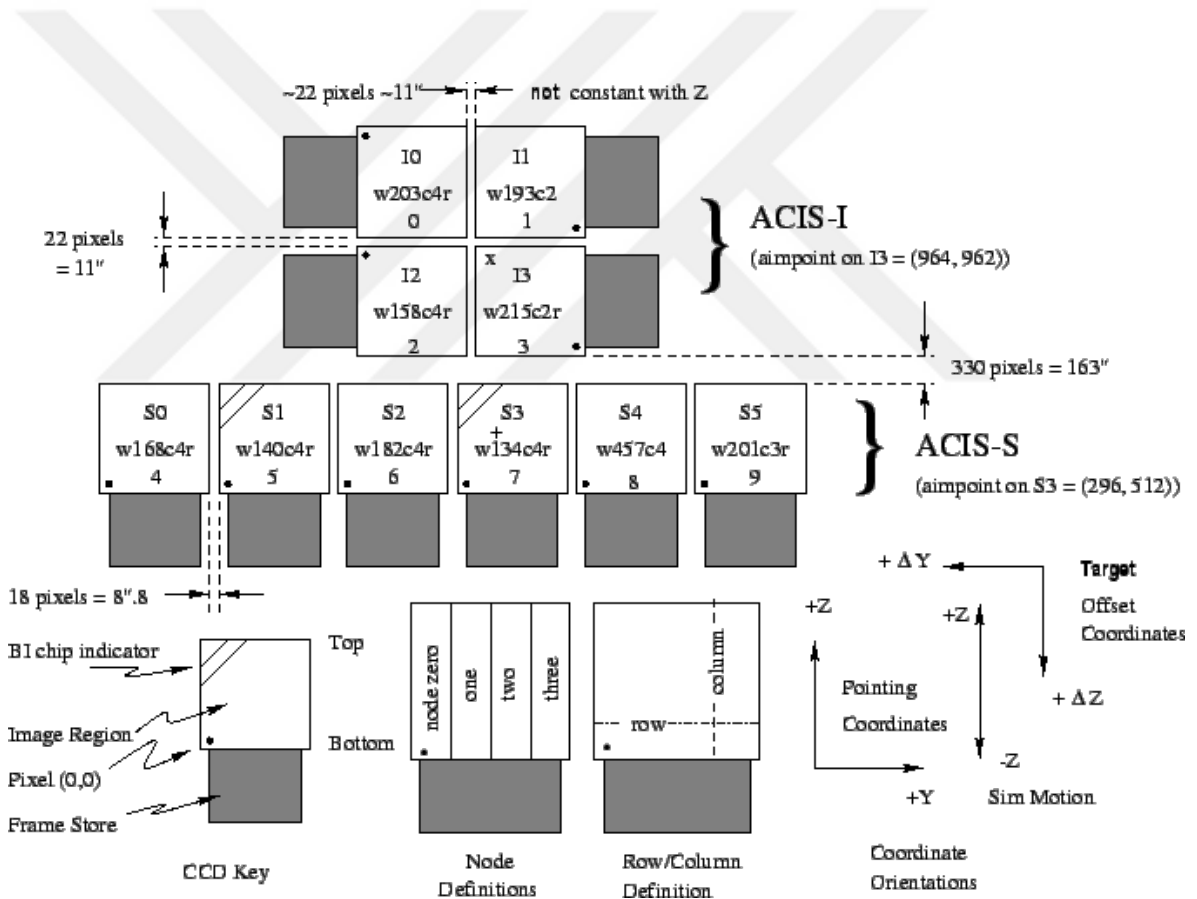 ~22 pixels ~11"
not constant with Z
I0
w203c4r
0
I1
w193c2
1
22 pixels
= 11"
I2
w158c4r
2
x
I3
w215c2r
3
} ACIS-I
(aimpoint on I3 = (964, 962))
330 pixels = 163"
S0
w168c4r
4
S1
w140c4r
5
S2
w182c4r
6
S3
+
w134c4r
7
S4
w457c4
8
S5
w201c3r
9
} ACIS-S
(aimpoint on S3 = (296, 512))
18 pixels = 8".8
BI chip indicator
Image Region
Pixel (0,0)
Frame Store
Top
Bottom
CCD Key
node zero
one
two
three
Node
Definitions
row
column
Row/Column
Definition
+ ΔY
Target
Offset
Coordinates
+ ΔZ
+Z
Pointing
Coordinates
+Y
+Z
-Z
Sim Motion
Coordinate
Orientations